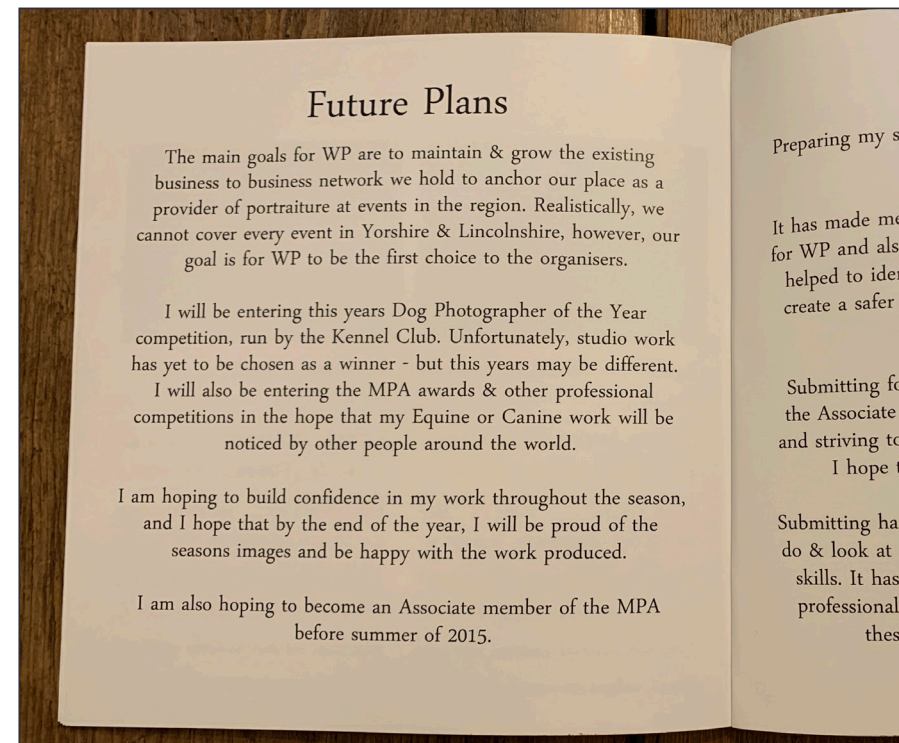 Future Plans
The main goals for WP are to maintain & grow the existing
business to business network we hold to anchor our place as a
provider of portraiture at events in the region. Realistically, we
cannot cover every event in Yorshire & Lincolnshire, however, our
goal is for WP to be the first choice to the organisers.
I will be entering this years Dog Photographer of the Year
competition, run by the Kennel Club. Unfortunately, studio work
has yet to be chosen as a winner - but this years may be different.
I will also be entering the MPA awards & other professional
competitions in the hope that my Equine or Canine work will be
noticed by other people around the world.
I am hoping to build confidence in my work throughout the season,
and I hope that by the end of the year, I will be proud of the
seasons images and be happy with the work produced.
I am also hoping to become an Associate member of the MPA
before summer of 2015.
Preparing my
It has made
for WP and
helped to
create a safer
Submitting
the Associate
and striving
I hope
Submitting
do & look at
skills. It has
professional